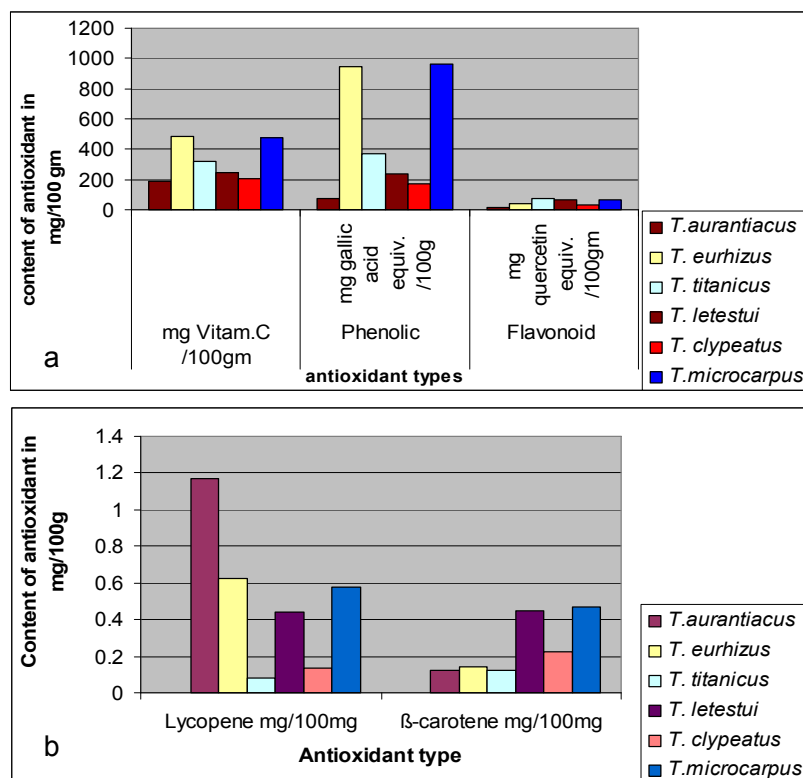 content of antioxidant in
mg/100 gm
1200
1000
800
600
400
200
0
mg gallic
acid
equiv.
/100g
mg
quercetin
equiv.
/100gm
mg Vitam.C
/100gm
Phenolic
Flavonoid
antioxidant types
a
T.aurantiacus
T. eurhizus
T. titanicus
T. letestui
T. clypeatus
T.microcarpus
Content of antioxidant in
mg/100g
1.4
1.2
1
0.8
0.6
0.4
0.2
0
Lycopene mg/100mg
ß-carotene mg/100mg
Antioxidant type
b
T.aurantiacus
T. eurhizus
T. titanicus
T. letestui
T. clypeatus
T.microcarpus